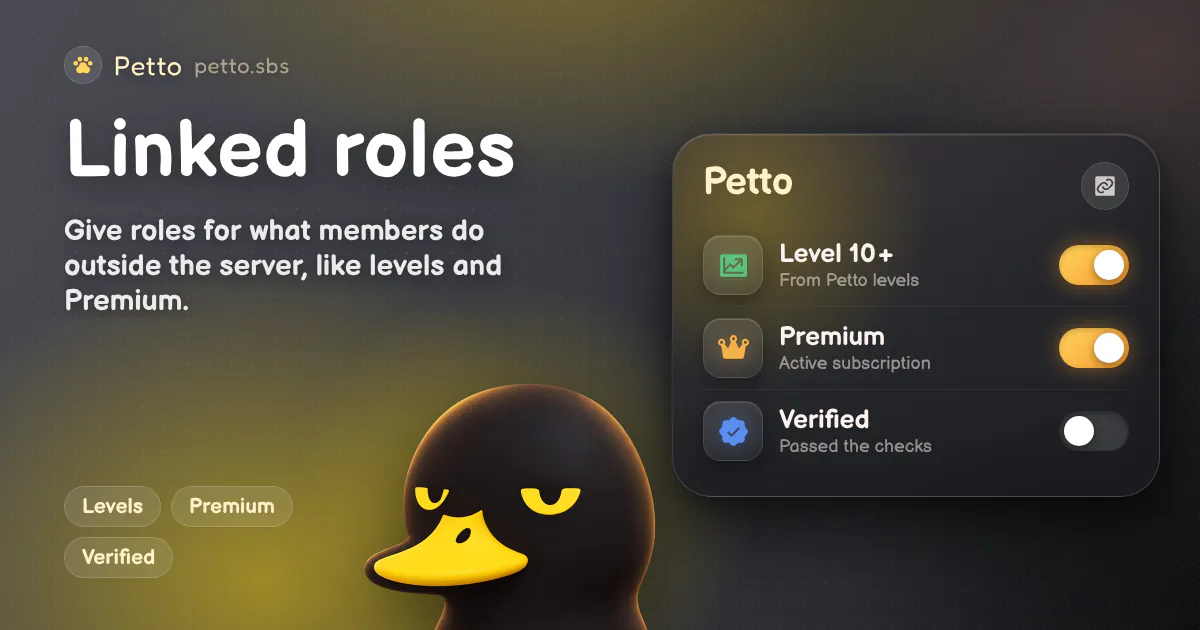 Petto petto.sbs
Linked roles
Give roles for what members do
outside the server, like levels and
Premium.
Levels Premium
Verified
Petto
Level 10+
From Petto levels
Premium
Active subscription
Verified
Passed the checks